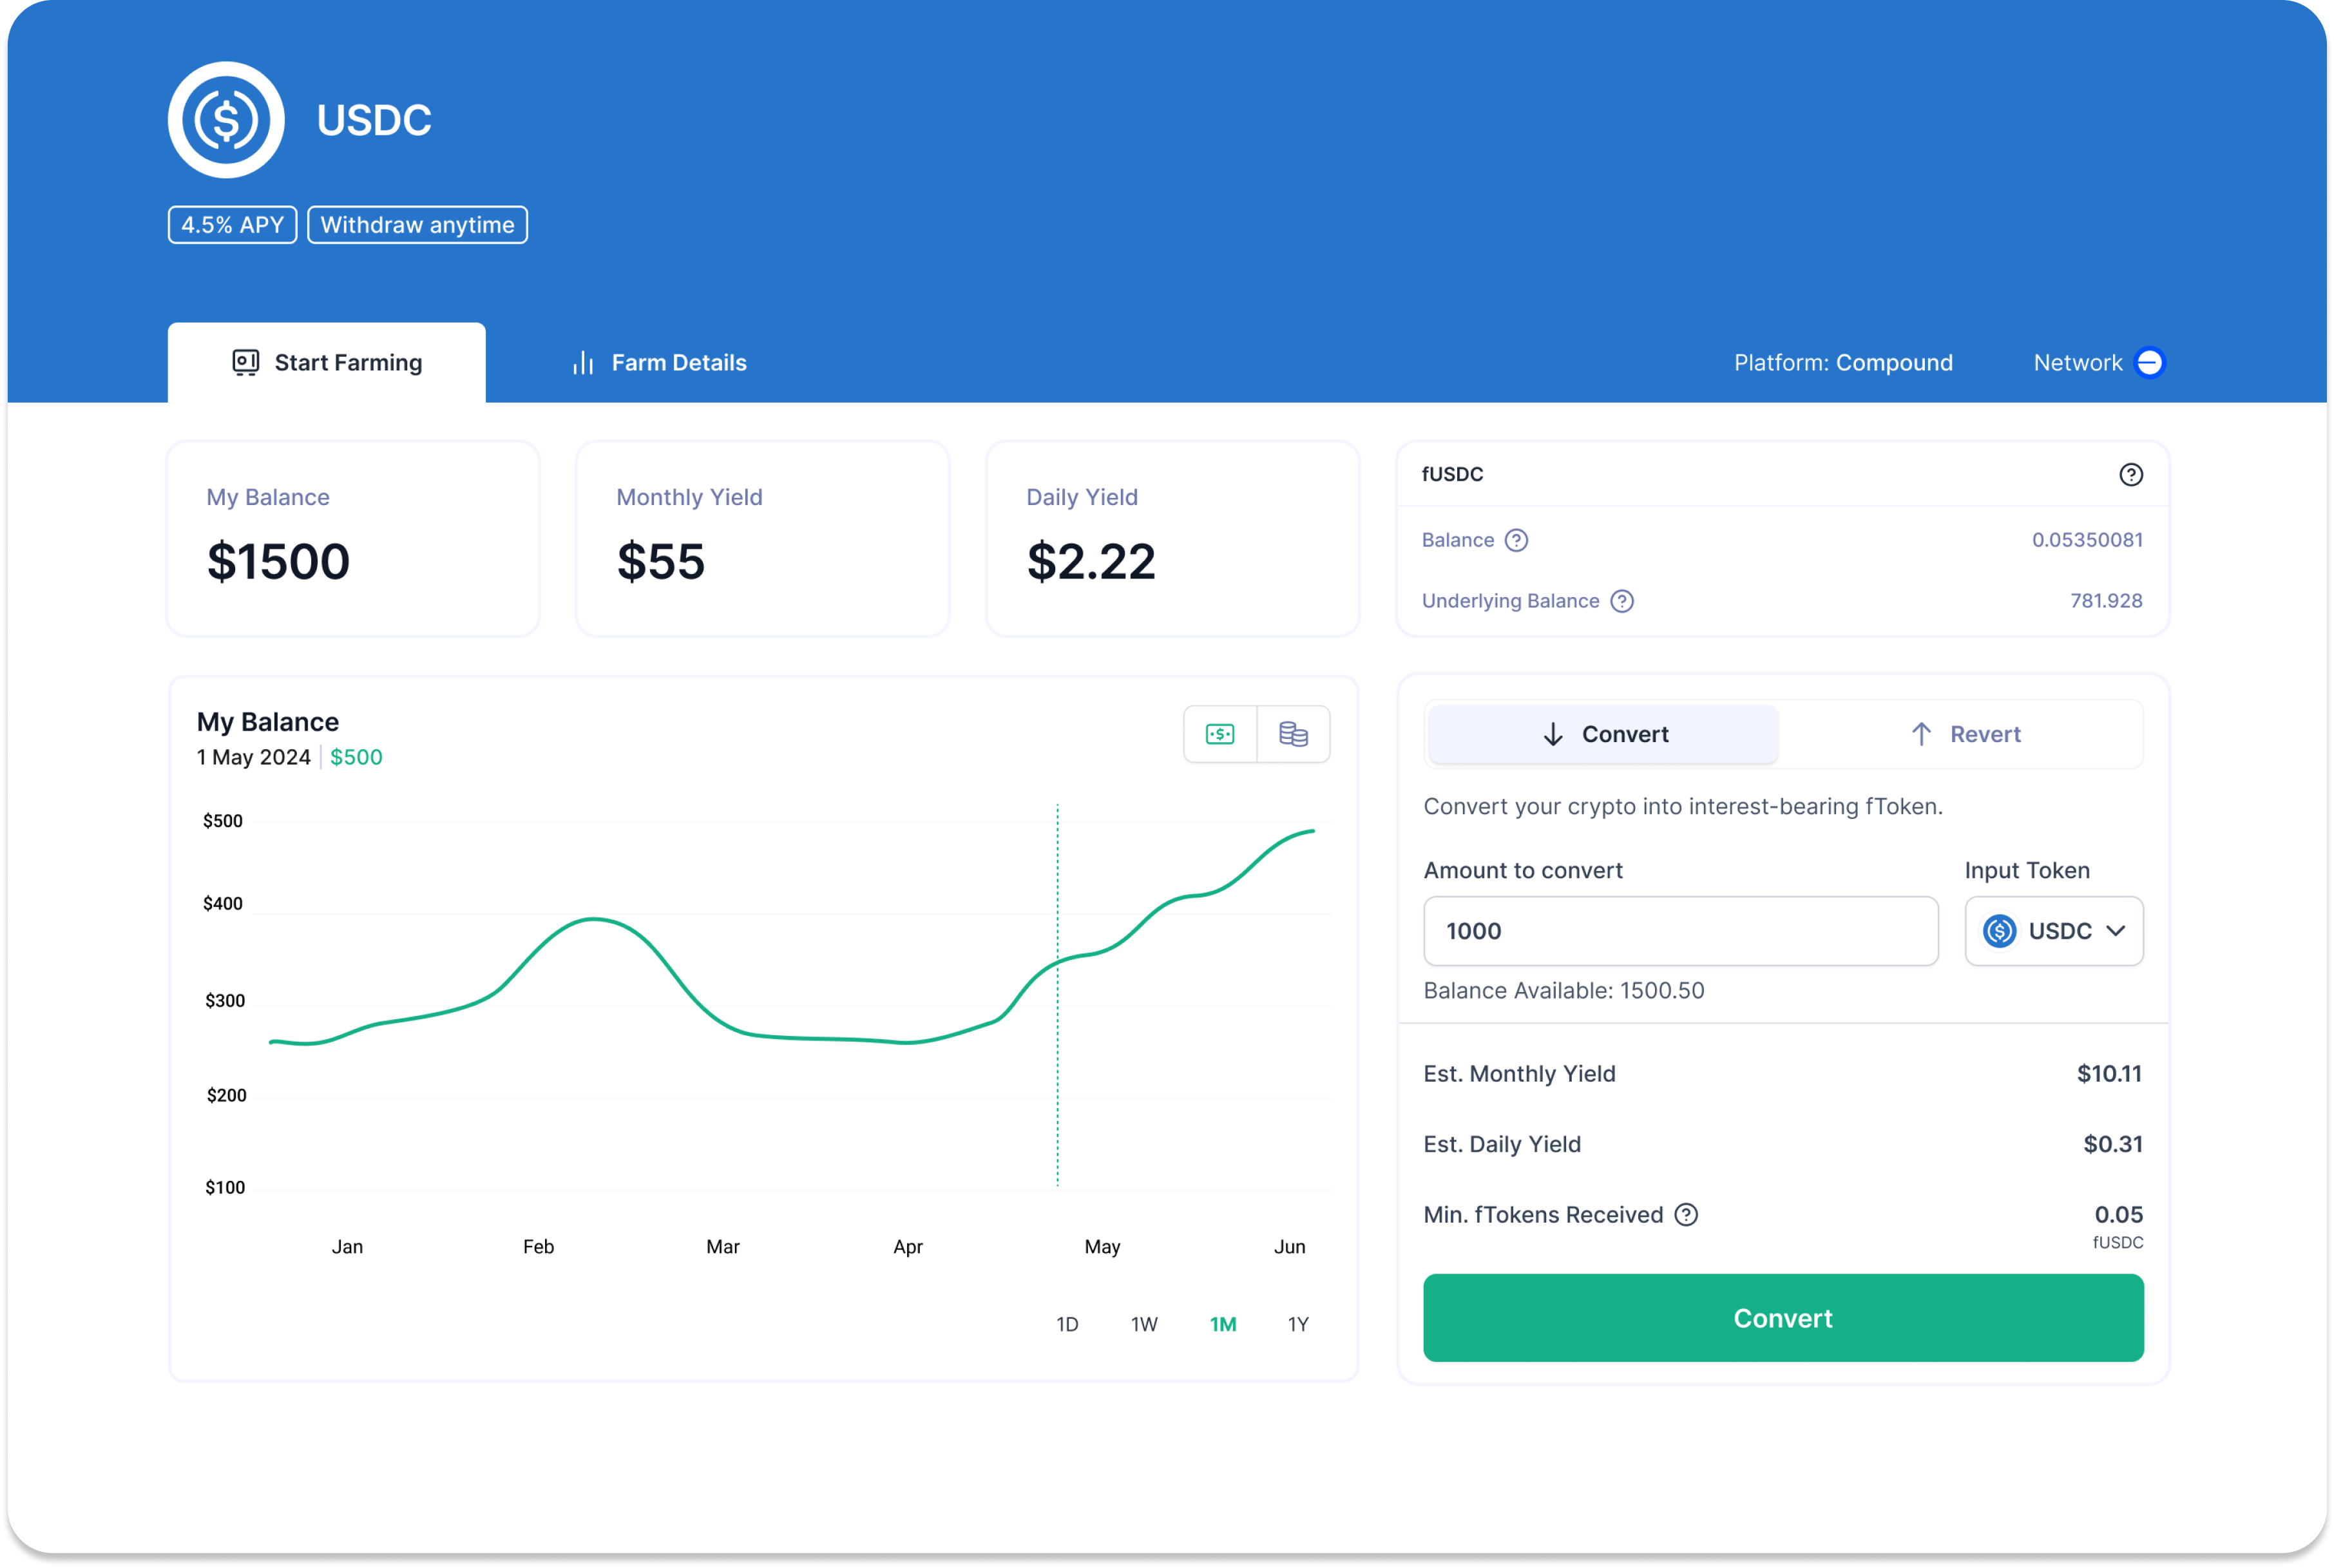 USDC
4.5% APY Withdraw anytime
Start Farming Farm Details Platform: Compound Network
My Balance
$1500
Monthly Yield
$55
Daily Yield
$2.22
fUSDC
Balance 0.05350081
Underlying Balance 781.928
My Balance
1 May 2024 $500
$500
$400
$300
$200
$100
Jan Feb Mar Apr May Jun
1D 1W 1M 1Y
Convert Revert
Convert your crypto into interest-bearing fToken.
Amount to convert Input Token
1000 USDC
Balance Available: 1500.50
Est. Monthly Yield $10.11
Est. Daily Yield $0.31
Min. fTokens Received 0.05
fUSDC
Convert